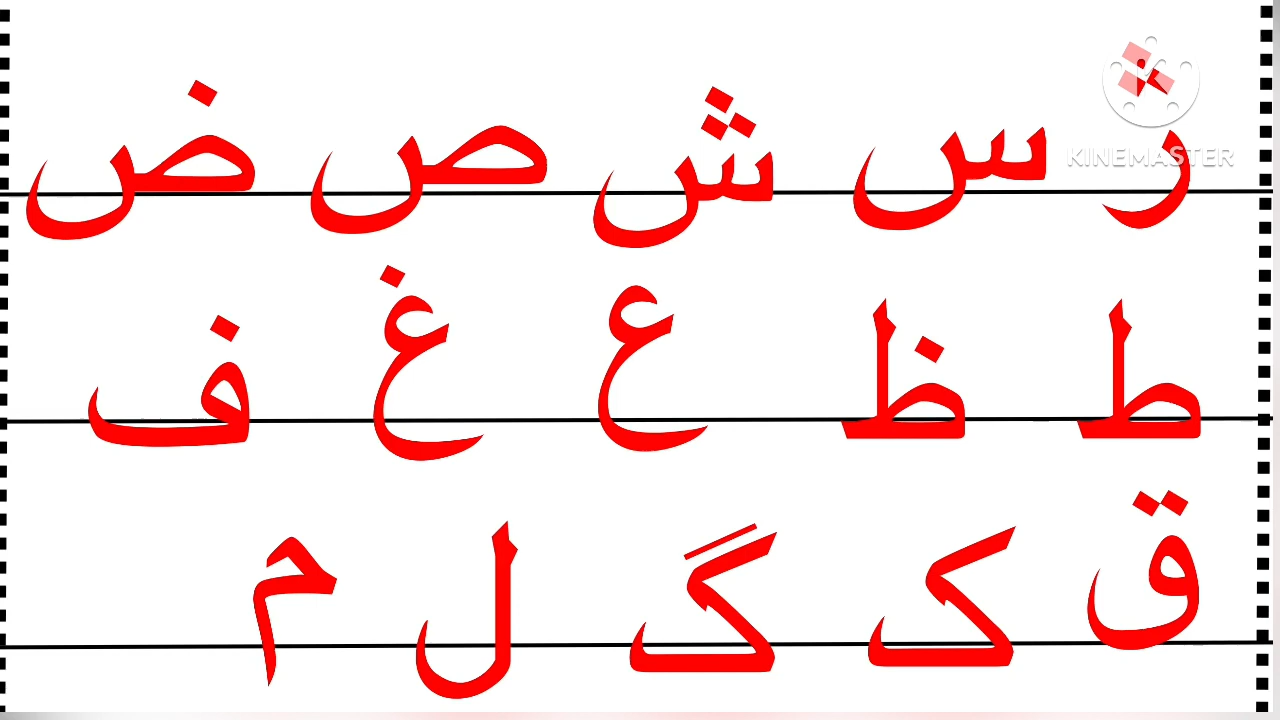 KINEMASTER
ژ س ش ص ض
ط ظ ع غ ف
ق ک گ ل م